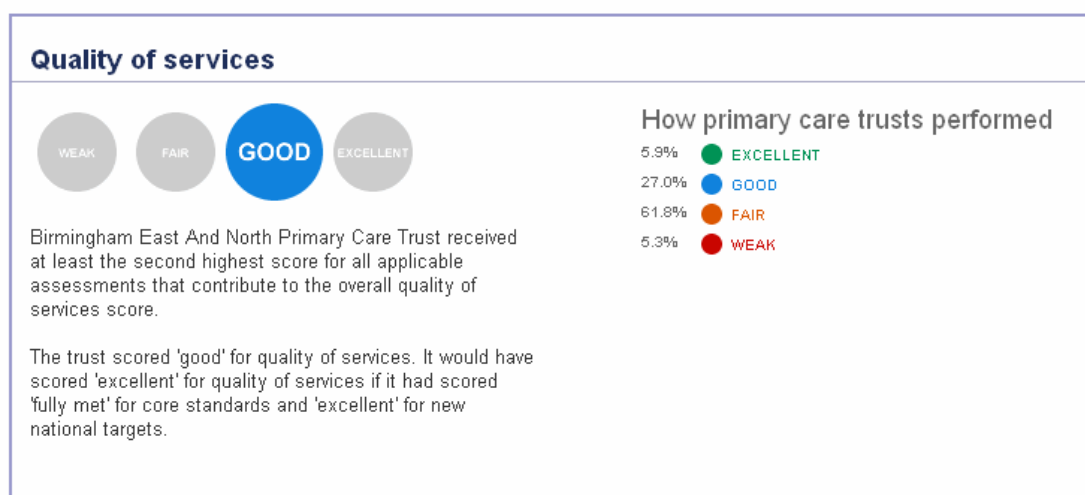 Quality of services
WEAK FAIR GOOD EXCELLENT
Birmingham East And North Primary Care Trust received
at least the second highest score for all applicable
assessments that contribute to the overall quality of
services score.
The trust scored 'good' for quality of services. It would have
scored 'excellent' for quality of services if it had scored
'fully met' for core standards and 'excellent' for new
national targets.
How primary care trusts performed
5.9% EXCELLENT
27.0% GOOD
61.8% FAIR
5.3% WEAK